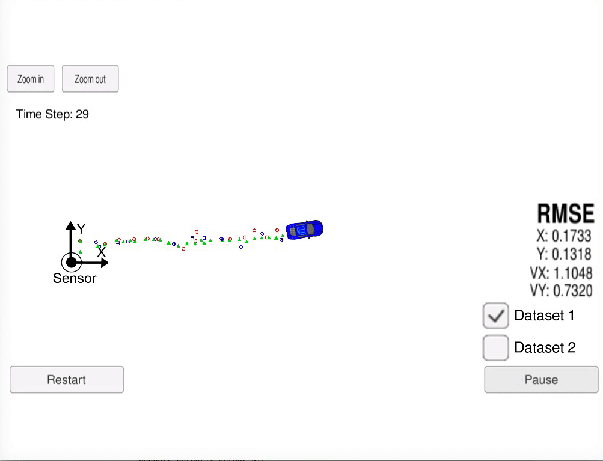 Zoom in
Zoom out
Time Step: 29
Y
X
Sensor
RMSE
X: 0.1733
Y: 0.1318
VX: 1.1048
VY: 0.7320
Dataset 1
Dataset 2
Restart
Pause